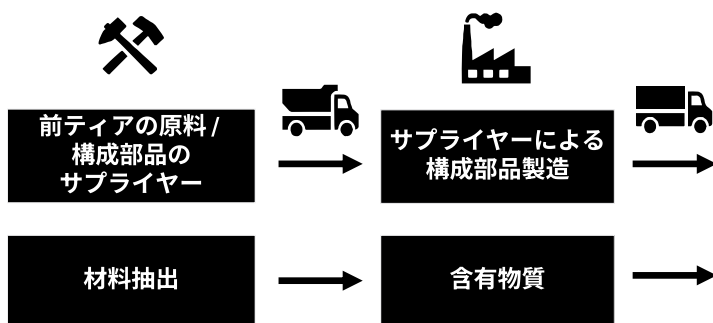 前ティアの原料 /
構成部品の
サプライヤー
サプライヤーによる
構成部品製造
材料抽出
含有物質